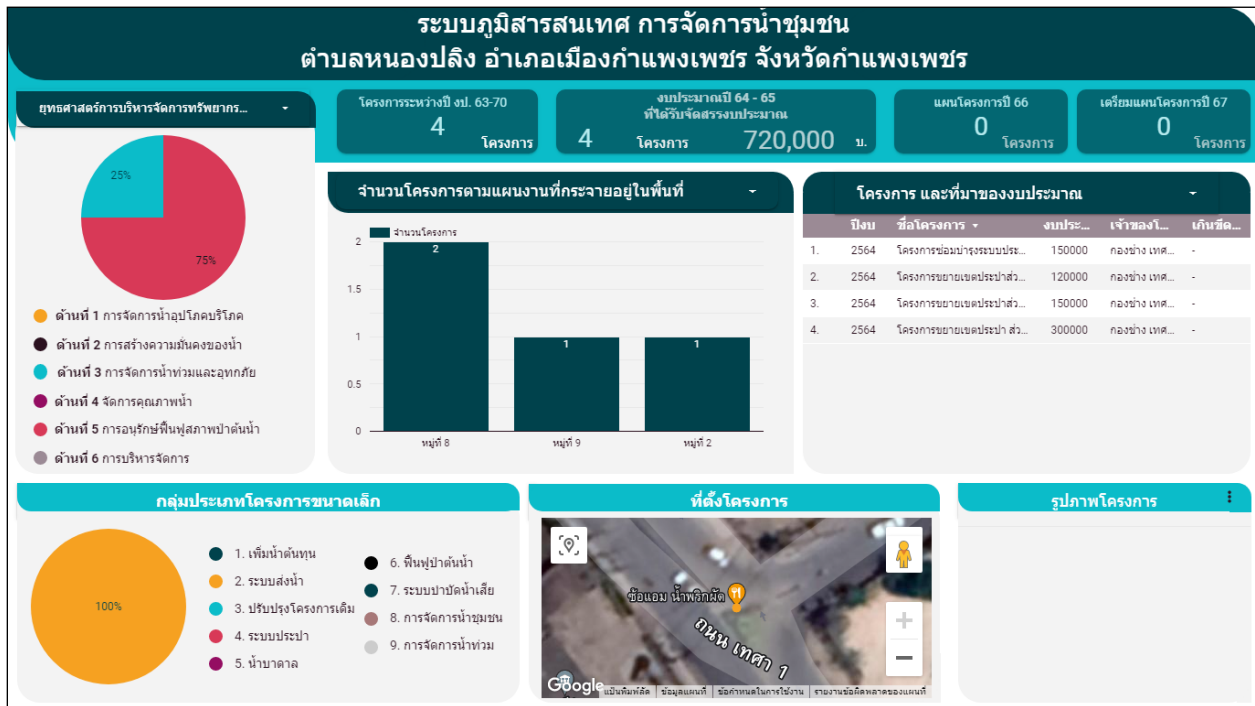 ระบบภูมิสารสนเทศ การจัดการน้ำชุมชน
ตำบลหนองปลิง อำเภอเมืองกำแพงเพชร จังหวัดกำแพงเพชร
ยุทธศาสตร์การบริหารจัดการทรัพยากร...
โครงการระหว่างปี งป. 63-70
4
โครงการ
งบประมาณปี 64 - 65
ที่ได้รับจัดสรรงบประมาณ
4 โครงการ 720,000 บ.
แผนโครงการปี 66
0
โครงการ
เตรียมแผนโครงการปี 67
0
โครงการ
25%
75%
ด้านที่ 1 การจัดการน้ำอุปโภคบริโภค
ด้านที่ 2 การสร้างความมั่นคงของน้ำ
ด้านที่ 3 การจัดการน้ำท่วมและอุทกภัย
ด้านที่ 4 จัดการคุณภาพน้ำ
ด้านที่ 5 การอนุรักษ์ฟื้นฟูสภาพป่าต้นน้ำ
ด้านที่ 6 การบริหารจัดการ
จำนวนโครงการตามแผนงานที่กระจายอยู่ในพื้นที่
จำนวนโครงการ
2
1.5
1
0.5
0
2
1
1
หมู่ที่ 8
หมู่ที่ 9
หมู่ที่ 2
โครงการ และที่มาของงบประมาณ
ปีงบ ชื่อโครงการ งบประ... เจ้าของโ... เกินขีด...
1. 2564 โครงการซ่อมบำรุงระบบประ... 150000 กองช่าง เทศ... -
2. 2564 โครงการขยายเขตประปาส่ว... 120000 กองช่าง เทศ... -
3. 2564 โครงการขยายเขตประปาส่ว... 150000 กองช่าง เทศ... -
4. 2564 โครงการขยายเขตประปา ส่ว... 300000 กองช่าง เทศ... -
กลุ่มประเภทโครงการขนาดเล็ก
100%
1. เพิ่มน้ำต้นทุน
2. ระบบส่งน้ำ
3. ปรับปรุงโครงการเดิม
4. ระบบประปา
5. น้ำบาดาล
6. ฟื้นฟูป่าต้นน้ำ
7. ระบบบำบัดน้ำเสีย
8. การจัดการน้ำชุมชน
9. การจัดการน้ำท่วม
ที่ตั้งโครงการ
ซ้อแอม น้ำพริกผัด
ถนน เทศา 1
Google
แป้นพิมพ์ลัด ข้อมูลแผนที่ ข้อกำหนดในการใช้งาน รายงานข้อผิดพลาดของแผนที่
รูปภาพโครงการ